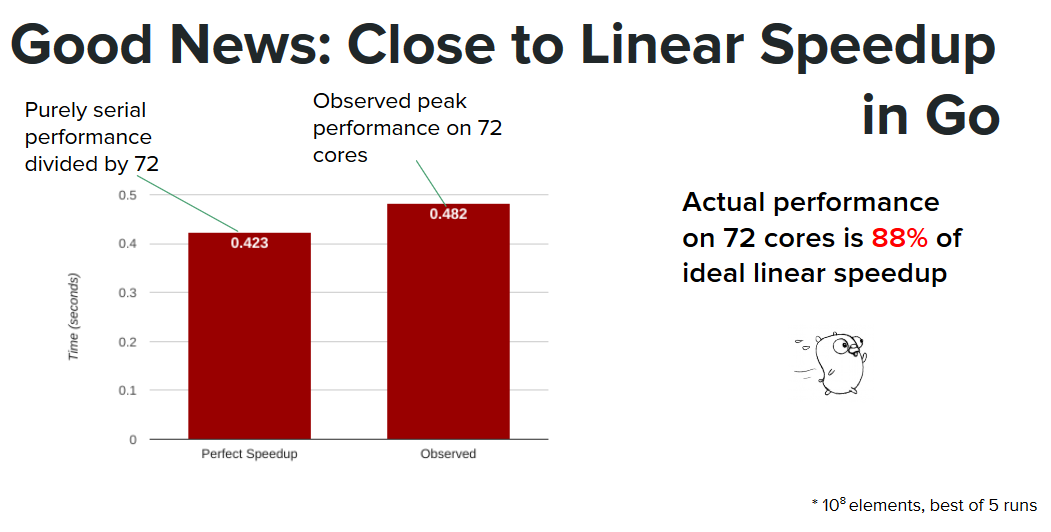 Good News: Close to Linear Speedup
in Go
Purely serial
performance
divided by 72
Observed peak
performance on 72
cores
0.5
0.4
0.3
0.2
0.1
0
Time (seconds)
0.423
0.482
Perfect Speedup
Observed
Actual performance
on 72 cores is 88% of
ideal linear speedup
* 10⁸ elements, best of 5 runs